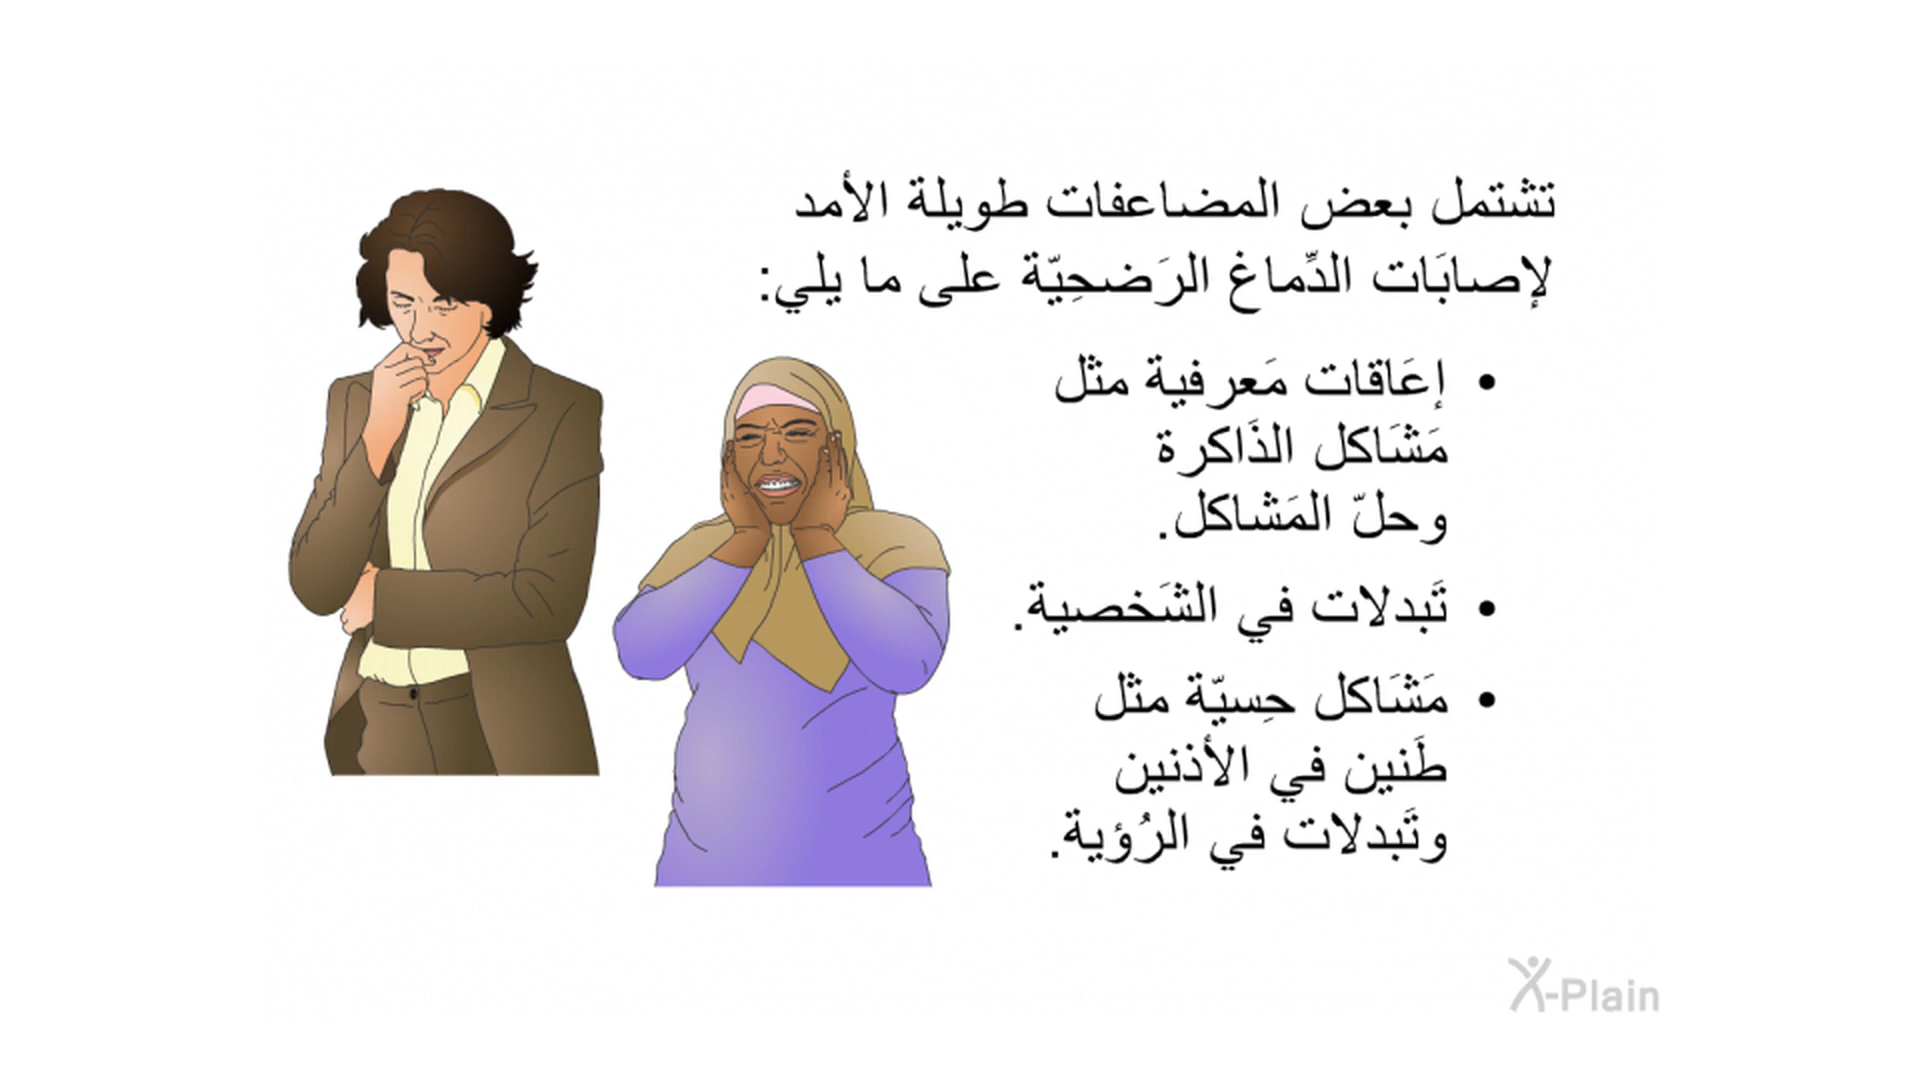 تشتمل بعض المضاعفات طويلة الأمد
لإصابَات الدِّماغ الرَضحِيّة على ما يلي:
• إعَاقات مَعرفية مثل
مَشَاكل الذَاكرة
وحلّ المَشاكل.
• تَبدلات في الشَخصية.
• مَشَاكل حِسيّة مثل
طَنين في الأذنين
وتَبدلات في الرُؤية.
X-Plain